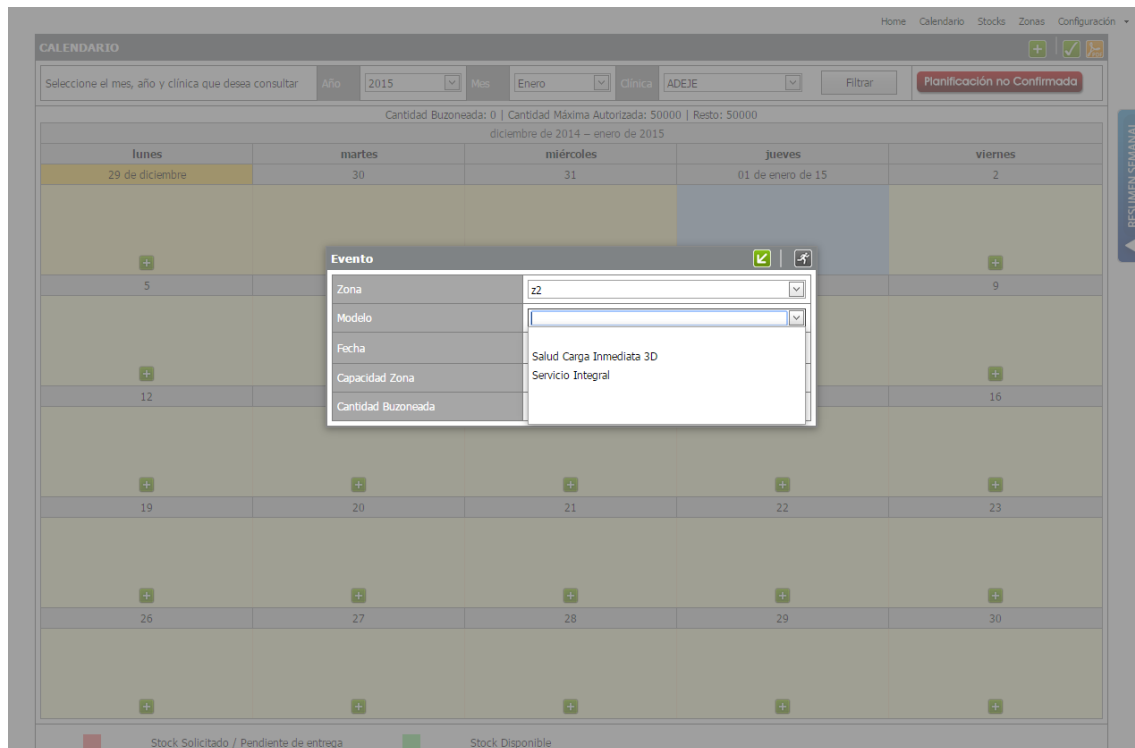 Home Calendario Stocks Zonas Configuración
CALENDARIO
Seleccione el mes, año y clínica que desea consultar Año 2015 Mes Enero Clínica ADEJE Filtrar Planificación no Confirmada
Cantidad Buzoneada: 0 | Cantidad Máxima Autorizada: 50000 | Resto: 50000
diciembre de 2014 – enero de 2015
lunes martes miércoles jueves viernes
29 de diciembre 30 31 01 de enero de 15 2
RESUMEN SEMANAL
Evento
Zona z2
Modelo
Fecha
Salud Carga Inmediata 3D
Servicio Integral
Capacidad Zona
Cantidad Buzoneada
5 9
12 16
19 20 21 22 23
26 27 28 29 30
Stock Solicitado / Pendiente de entrega Stock Disponible